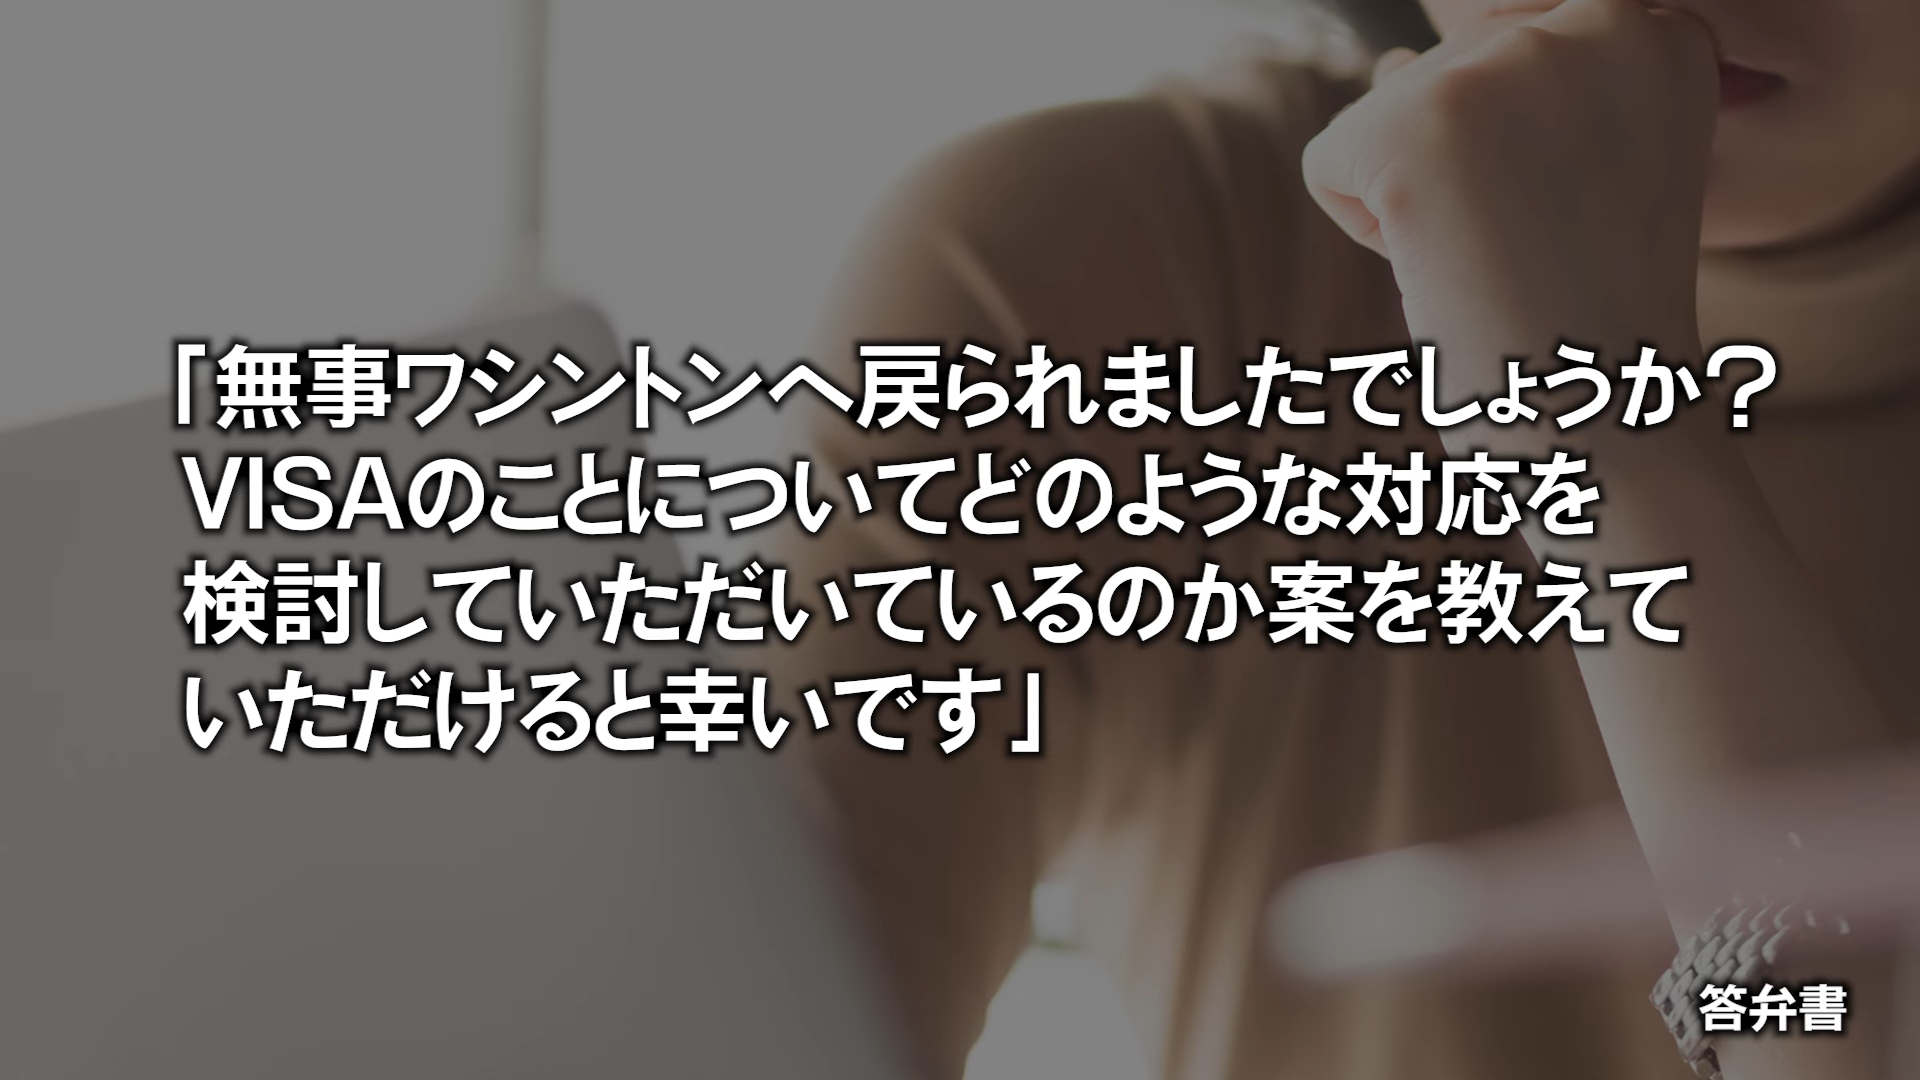 「無事ワシントンへ戻られましたでしょうか？
VISAのことについてどのような対応を
検討していただいているのか案を教えて
いただけると幸いです」
答弁書